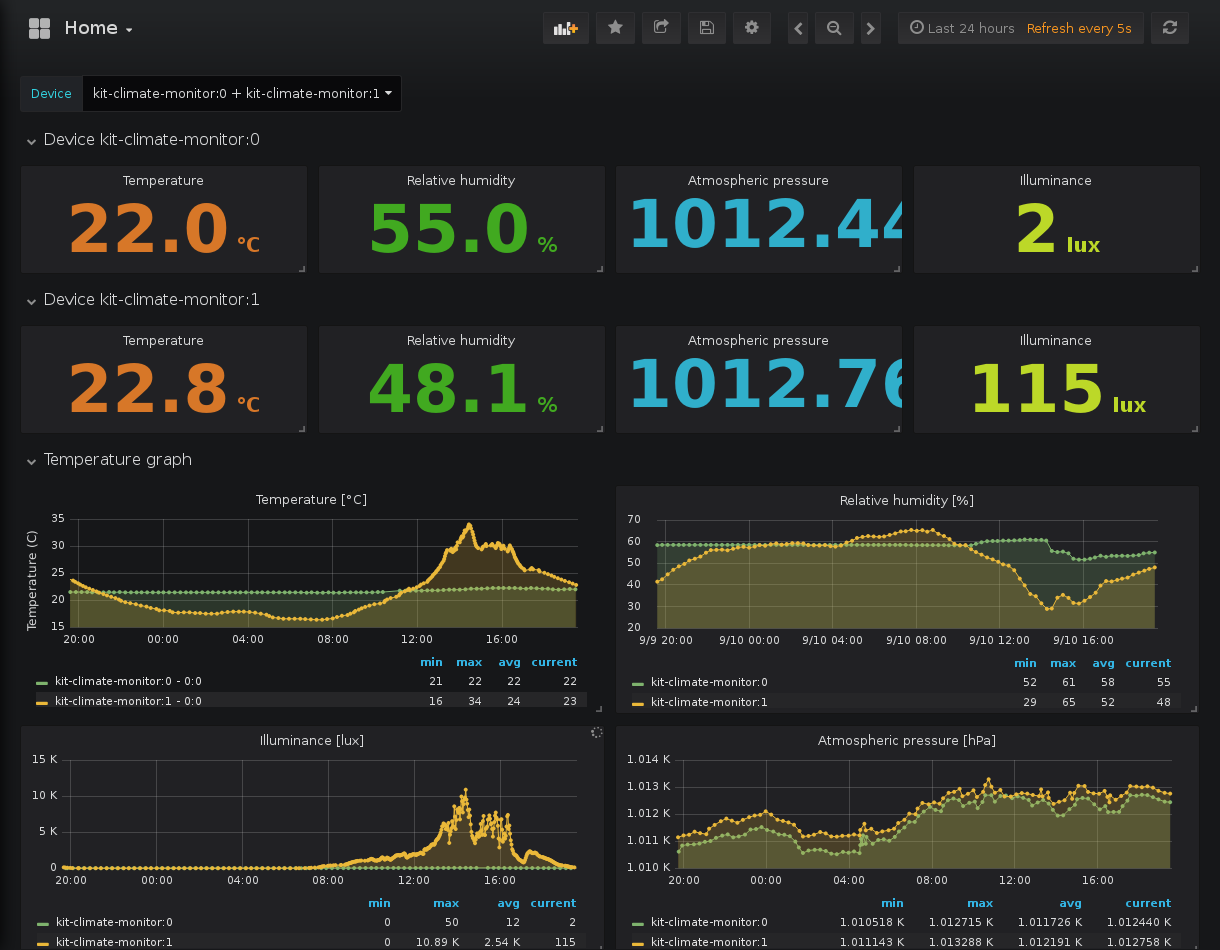 Home
Last 24 hours Refresh every 5s
Device kit-climate-monitor:0 + kit-climate-monitor:1
Device kit-climate-monitor:0
Temperature Relative humidity Atmospheric pressure Illuminance
22.0 °C 55.0 % 1012.44 2 lux
Device kit-climate-monitor:1
Temperature Relative humidity Atmospheric pressure Illuminance
22.8 °C 48.1 % 1012.76 115 lux
Temperature graph
Temperature [°C]
Temperature (C)
35
30
25
20
15
20:00 00:00 04:00 08:00 12:00 16:00
min max avg current
kit-climate-monitor:0 - 0:0 21 22 22 22
kit-climate-monitor:1 - 0:0 16 34 24 23
Relative humidity [%]
70
60
50
40
30
20
9/9 20:00 9/10 00:00 9/10 04:00 9/10 08:00 9/10 12:00 9/10 16:00
min max avg current
kit-climate-monitor:0 52 61 58 55
kit-climate-monitor:1 29 65 52 48
Illuminance [lux]
15 K
10 K
5 K
0
20:00 00:00 04:00 08:00 12:00 16:00
min max avg current
kit-climate-monitor:0 0 50 12 2
kit-climate-monitor:1 0 10.89 K 2.54 K 115
Atmospheric pressure [hPa]
1.014 K
1.013 K
1.012 K
1.011 K
1.010 K
20:00 00:00 04:00 08:00 12:00 16:00
min max avg current
kit-climate-monitor:0 1.010518 K 1.012715 K 1.011726 K 1.012440 K
kit-climate-monitor:1 1.011143 K 1.013288 K 1.012191 K 1.012758 K